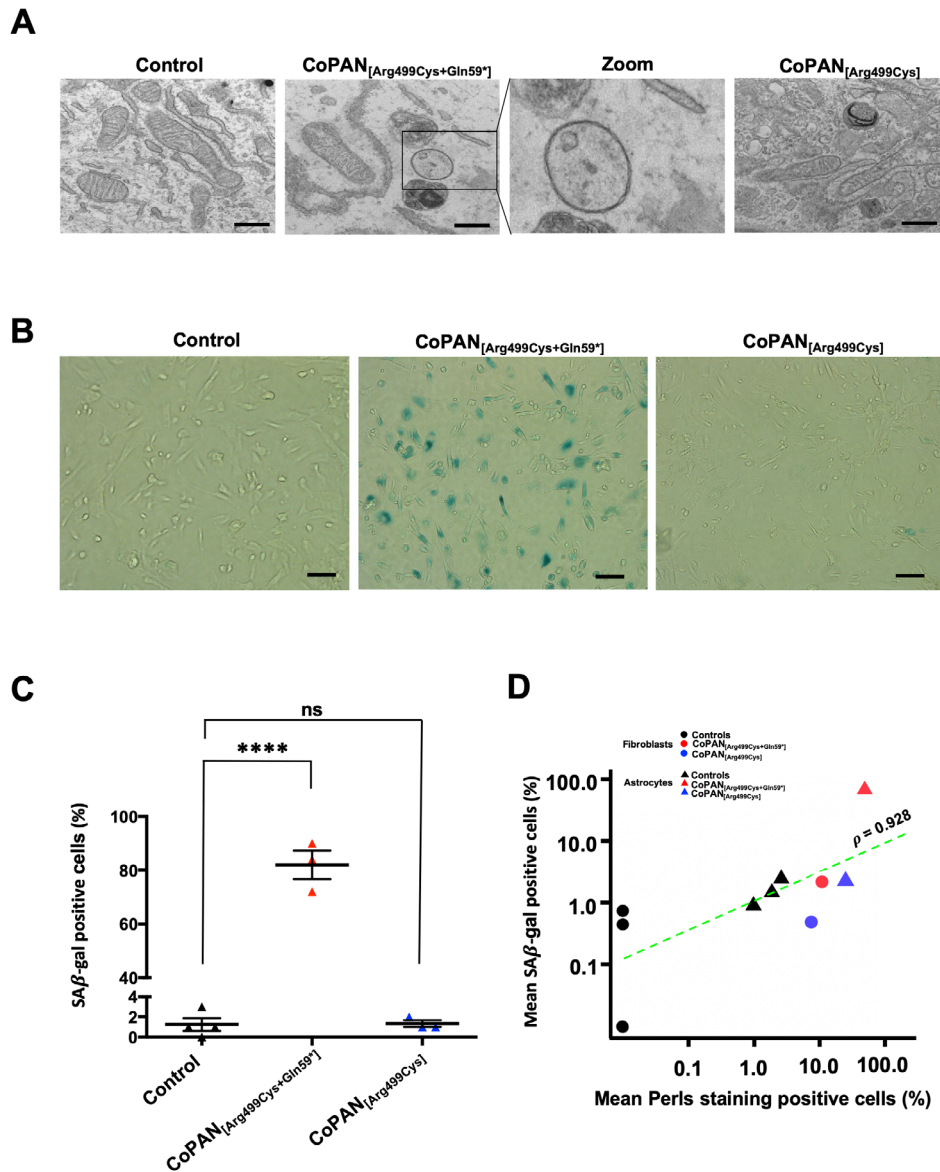 A
Control
CoPAN[Arg499Cys+Gln59*]
Zoom
CoPAN[Arg499Cys]
B
Control
CoPAN[Arg499Cys+Gln59*]
CoPAN[Arg499Cys]
C
ns
****
SAβ-gal positive cells (%)
100
80
60
40
4
2
0
Control
CoPAN[Arg499Cys+Gln59*]
CoPAN[Arg499Cys]
D
Fibroblasts
Controls
CoPAN[Arg499Cys+Gln59*]
CoPAN[Arg499Cys]
Astrocytes
Controls
CoPAN[Arg499Cys+Gln59*]
CoPAN[Arg499Cys]
Mean SAβ-gal positive cells (%)
100.0
10.0
1.0
0.1
ρ = 0.928
0.1 1.0 10.0 100.0
Mean Perls staining positive cells (%)